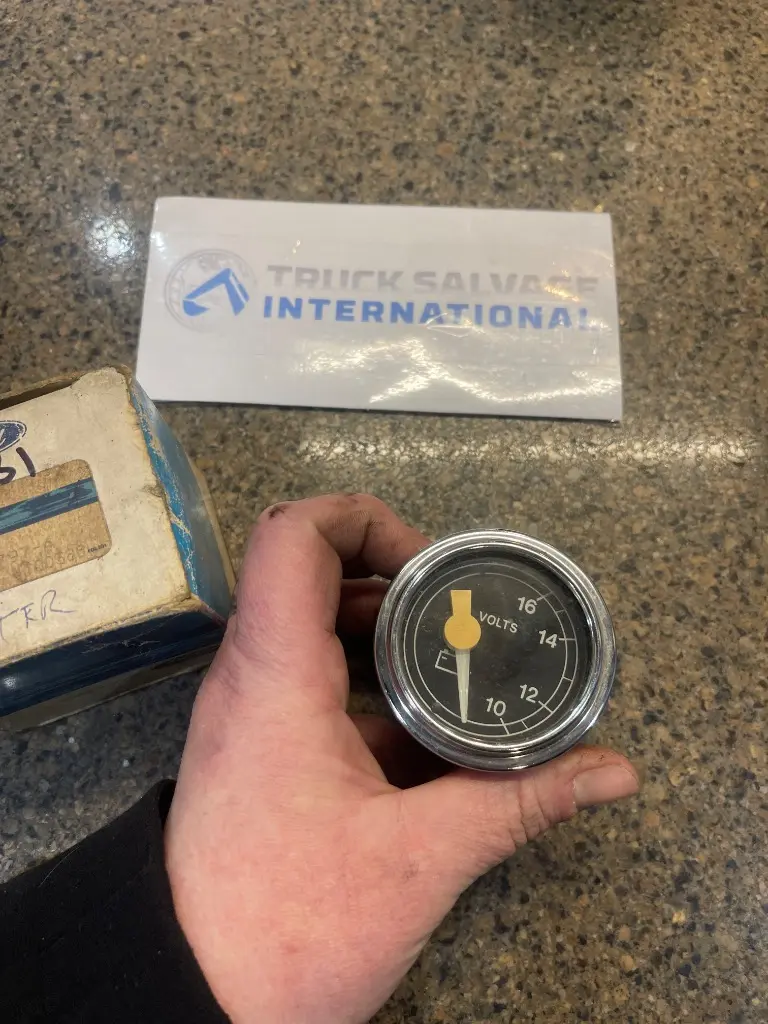 TRUCK SALVAGE
INTERNATIONAL
VOLTS
16
14
12
10